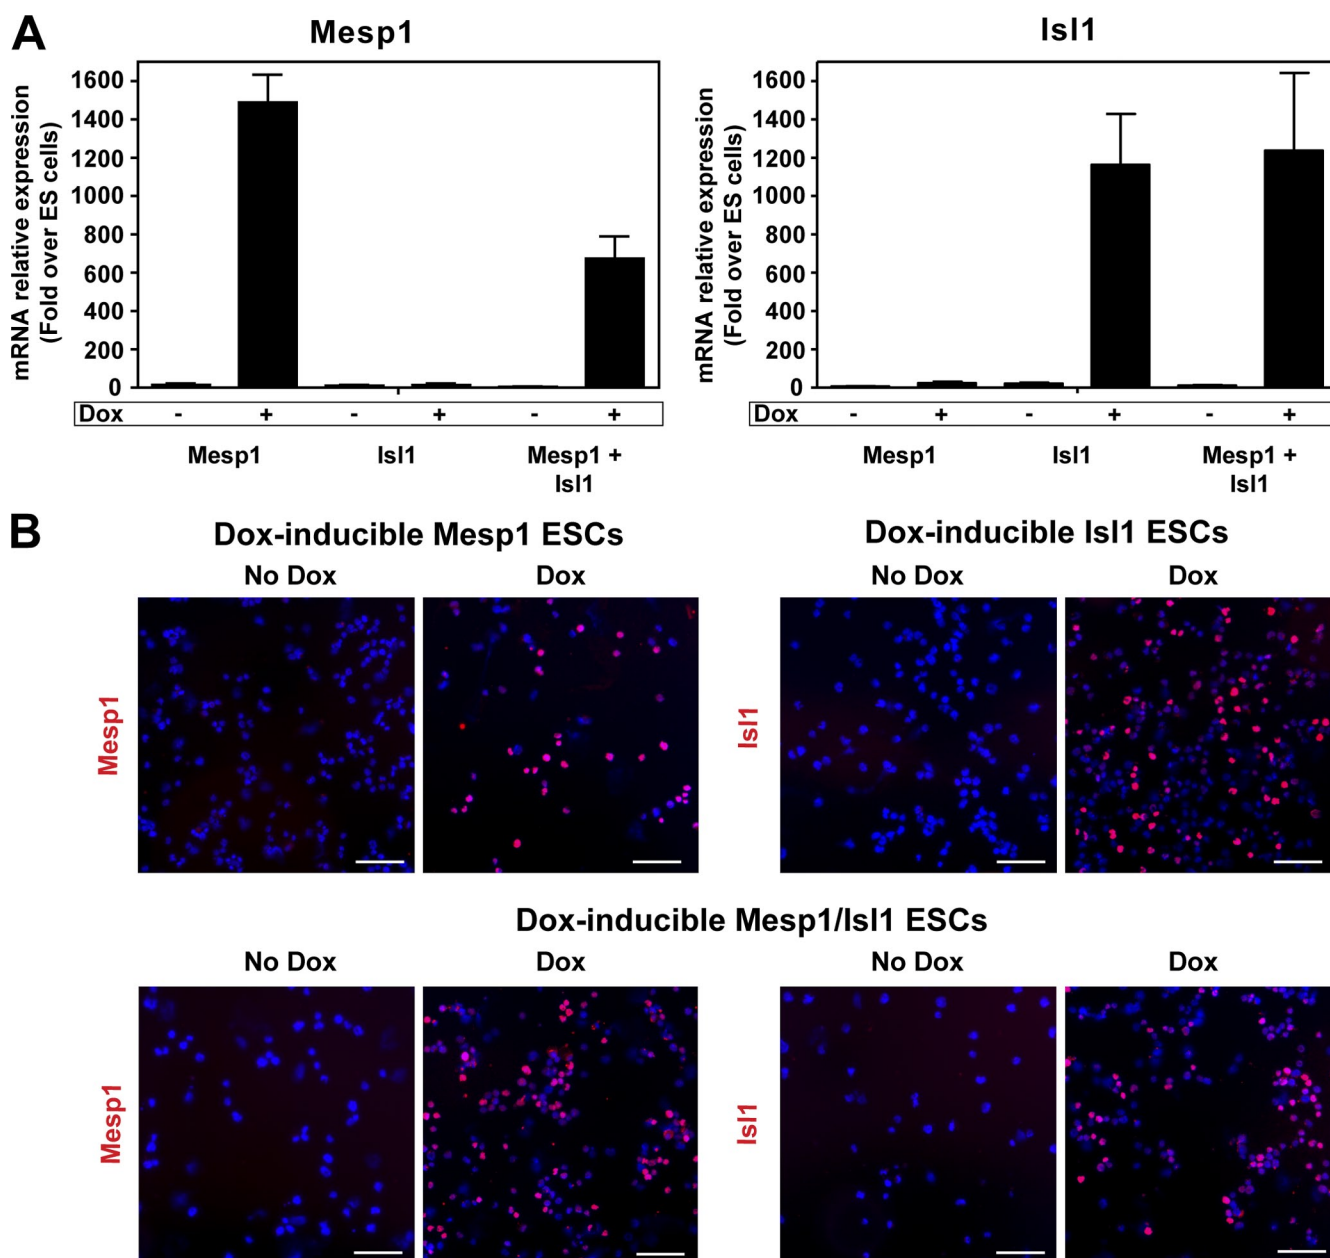 A
Mesp1
Isl1
mRNA relative expression
(Fold over ES cells)
1600
1400
1200
1000
800
600
400
200
0
Dox - + - + - +
Mesp1 Isl1 Mesp1 +
Isl1
mRNA relative expression
(Fold over ES cells)
1600
1400
1200
1000
800
600
400
200
0
Dox - + - + - +
Mesp1 Isl1 Mesp1 +
Isl1
B
Dox-inducible Mesp1 ESCs
No Dox Dox
Mesp1
Dox-inducible Isl1 ESCs
No Dox Dox
Isl1
Dox-inducible Mesp1/Isl1 ESCs
No Dox Dox No Dox Dox
Mesp1
Isl1